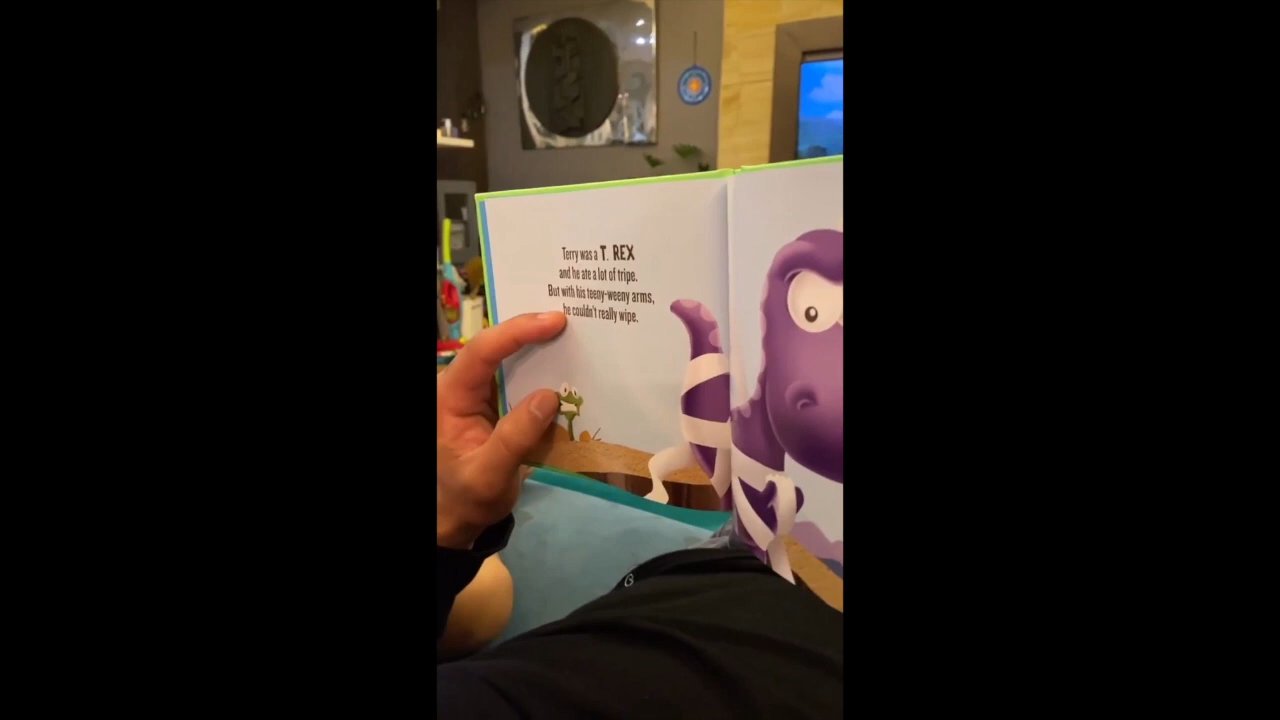 Terry was a T. REX
and he ate a lot of tripe.
But with his teeny-weeny arms,
he couldn't really wipe.